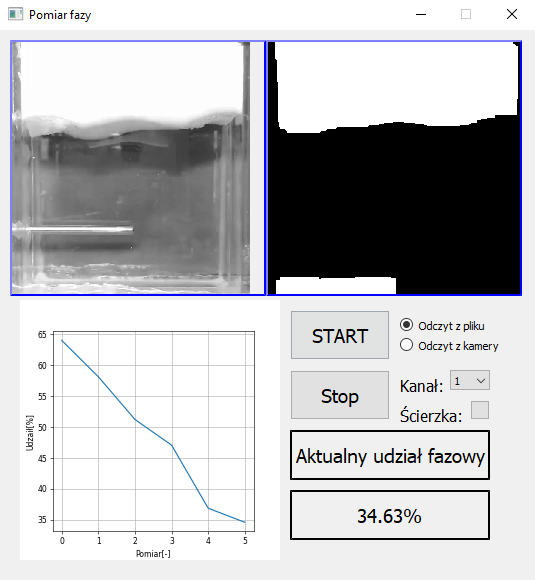 Pomiar fazy
START
Odczyt z pliku
Odczyt z kamery
Stop
Kanał: 1
Ścierzka:
Aktualny udział fazowy
34.63%
65
60
55
50
45
40
35
Udział[%]
0 1 2 3 4 5
Pomiar[-]